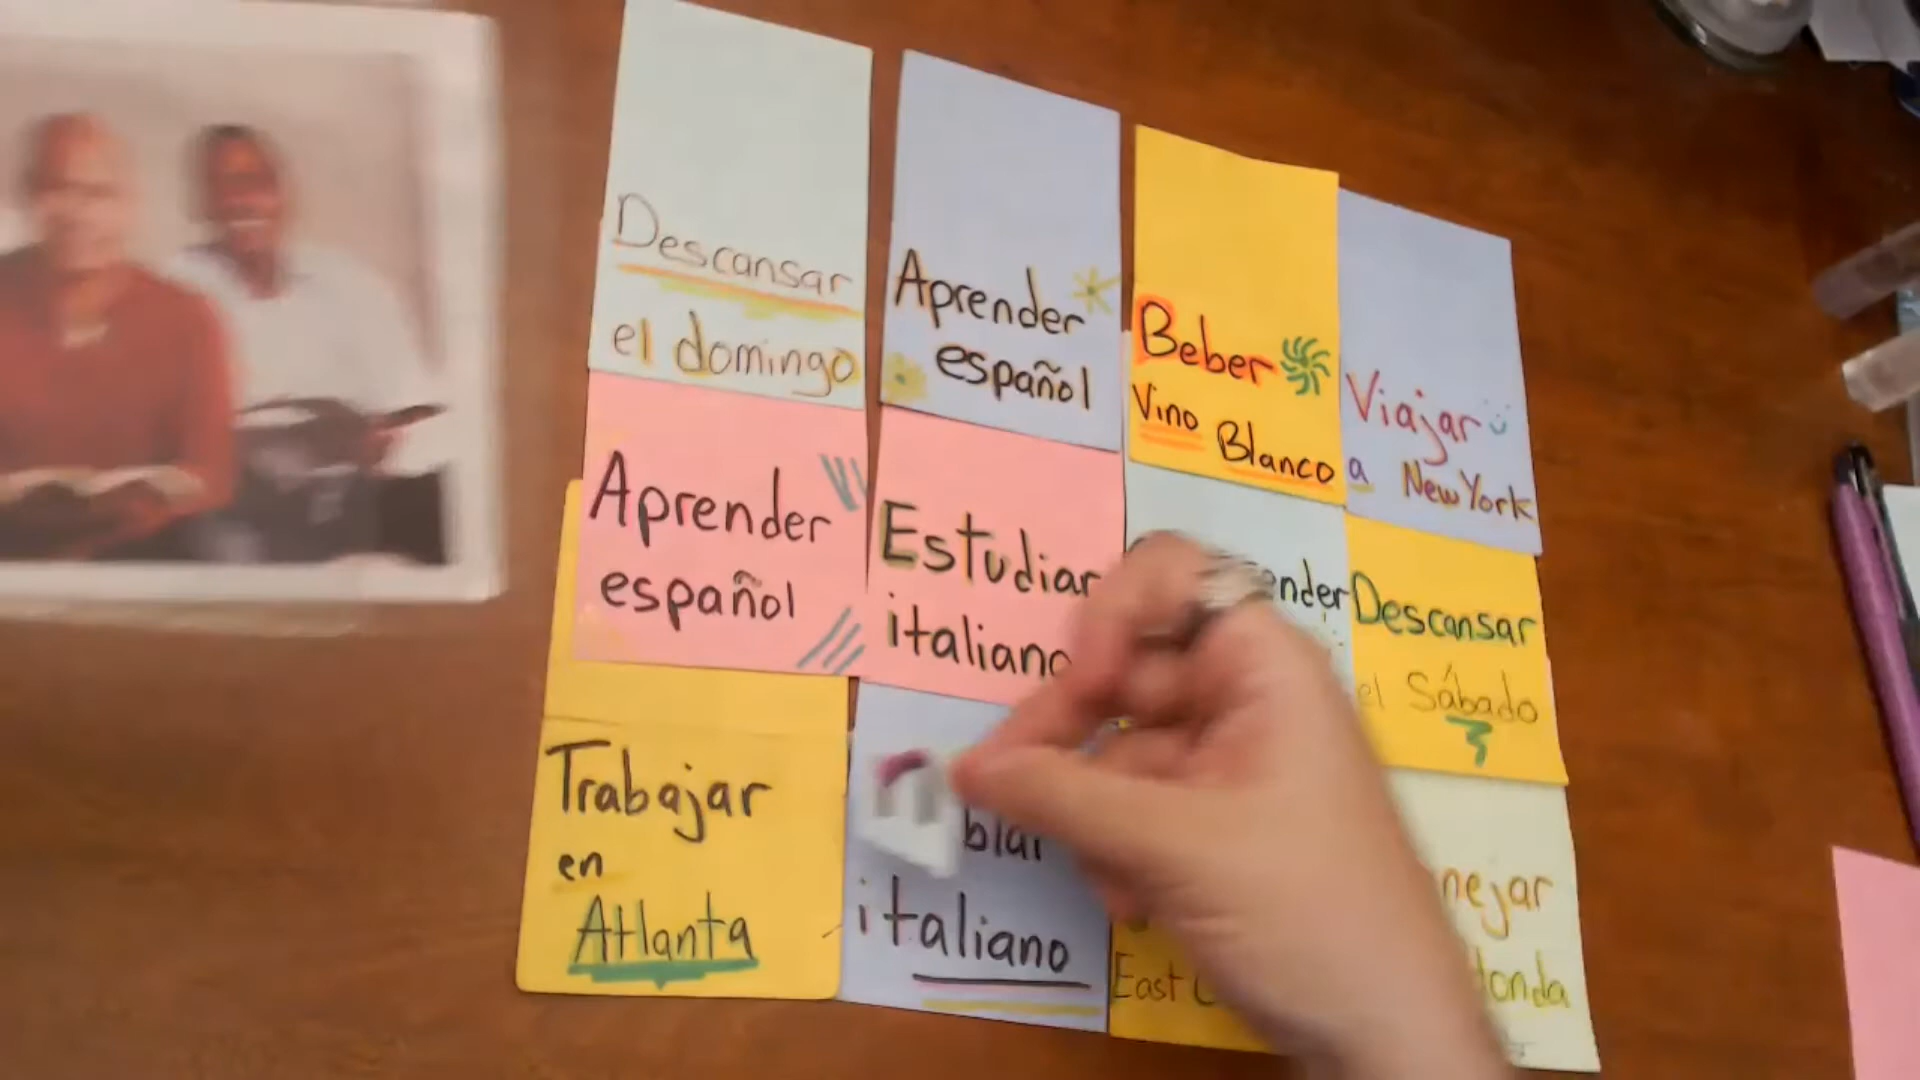 Descansar
el domingo
Aprender
español
Beber
Vino Blanco
Viajar
a New York
Aprender
español
Estudiar
italiano
Descansar
el Sábado
Trabajar
en
Atlanta
italiano
East